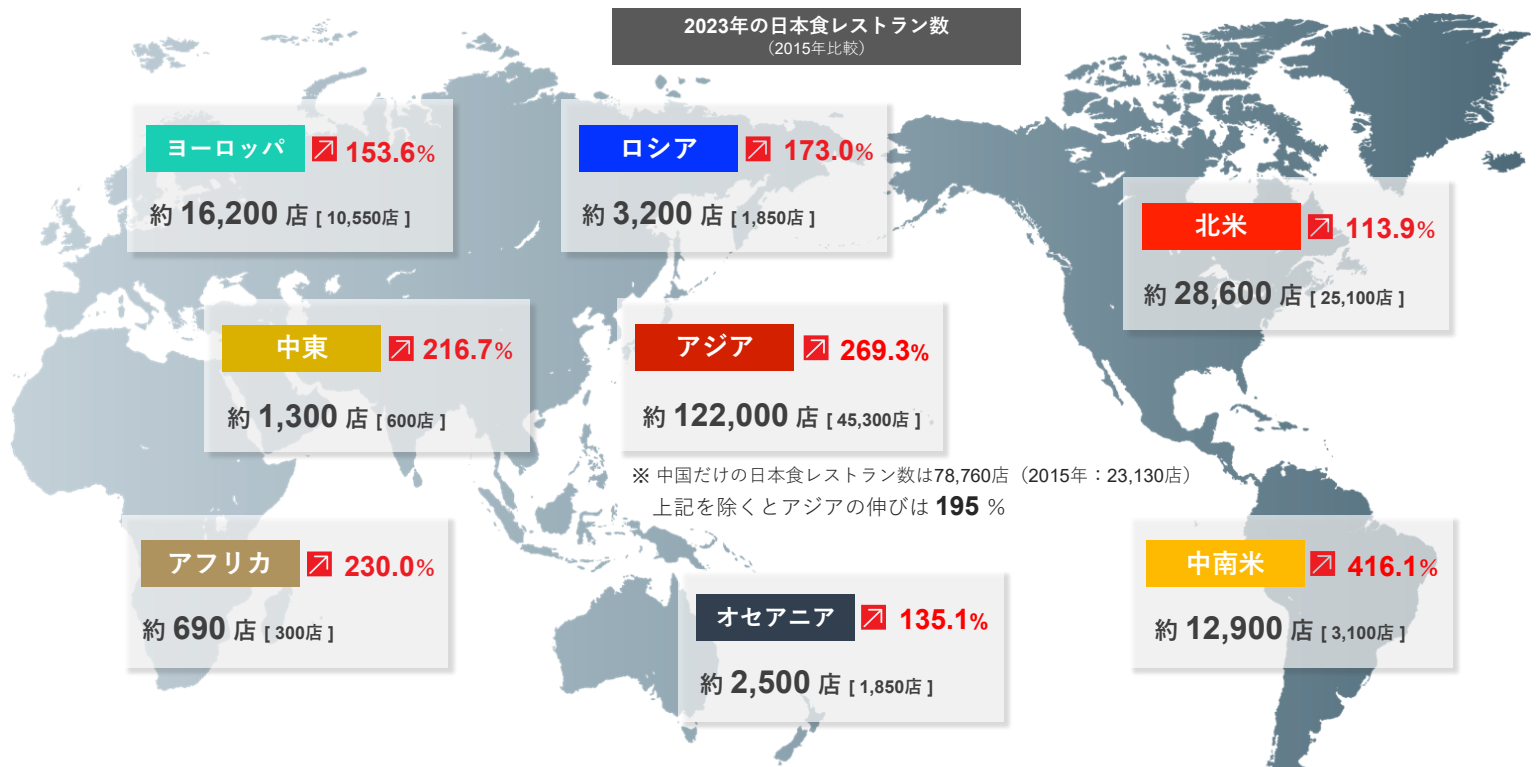 2023年の日本食レストラン数
（2015年比較）
ヨーロッパ 153.6%
約 16,200 店 [ 10,550店 ]
ロシア 173.0%
約 3,200 店 [ 1,850店 ]
北米 113.9%
約 28,600 店 [ 25,100店 ]
中東 216.7%
約 1,300 店 [ 600店 ]
アジア 269.3%
約 122,000 店 [ 45,300店 ]
※ 中国だけの日本食レストラン数は78,760店（2015年：23,130店）
上記を除くとアジアの伸びは 195 %
アフリカ 230.0%
約 690 店 [ 300店 ]
オセアニア 135.1%
約 2,500 店 [ 1,850店 ]
中南米 416.1%
約 12,900 店 [ 3,100店 ]